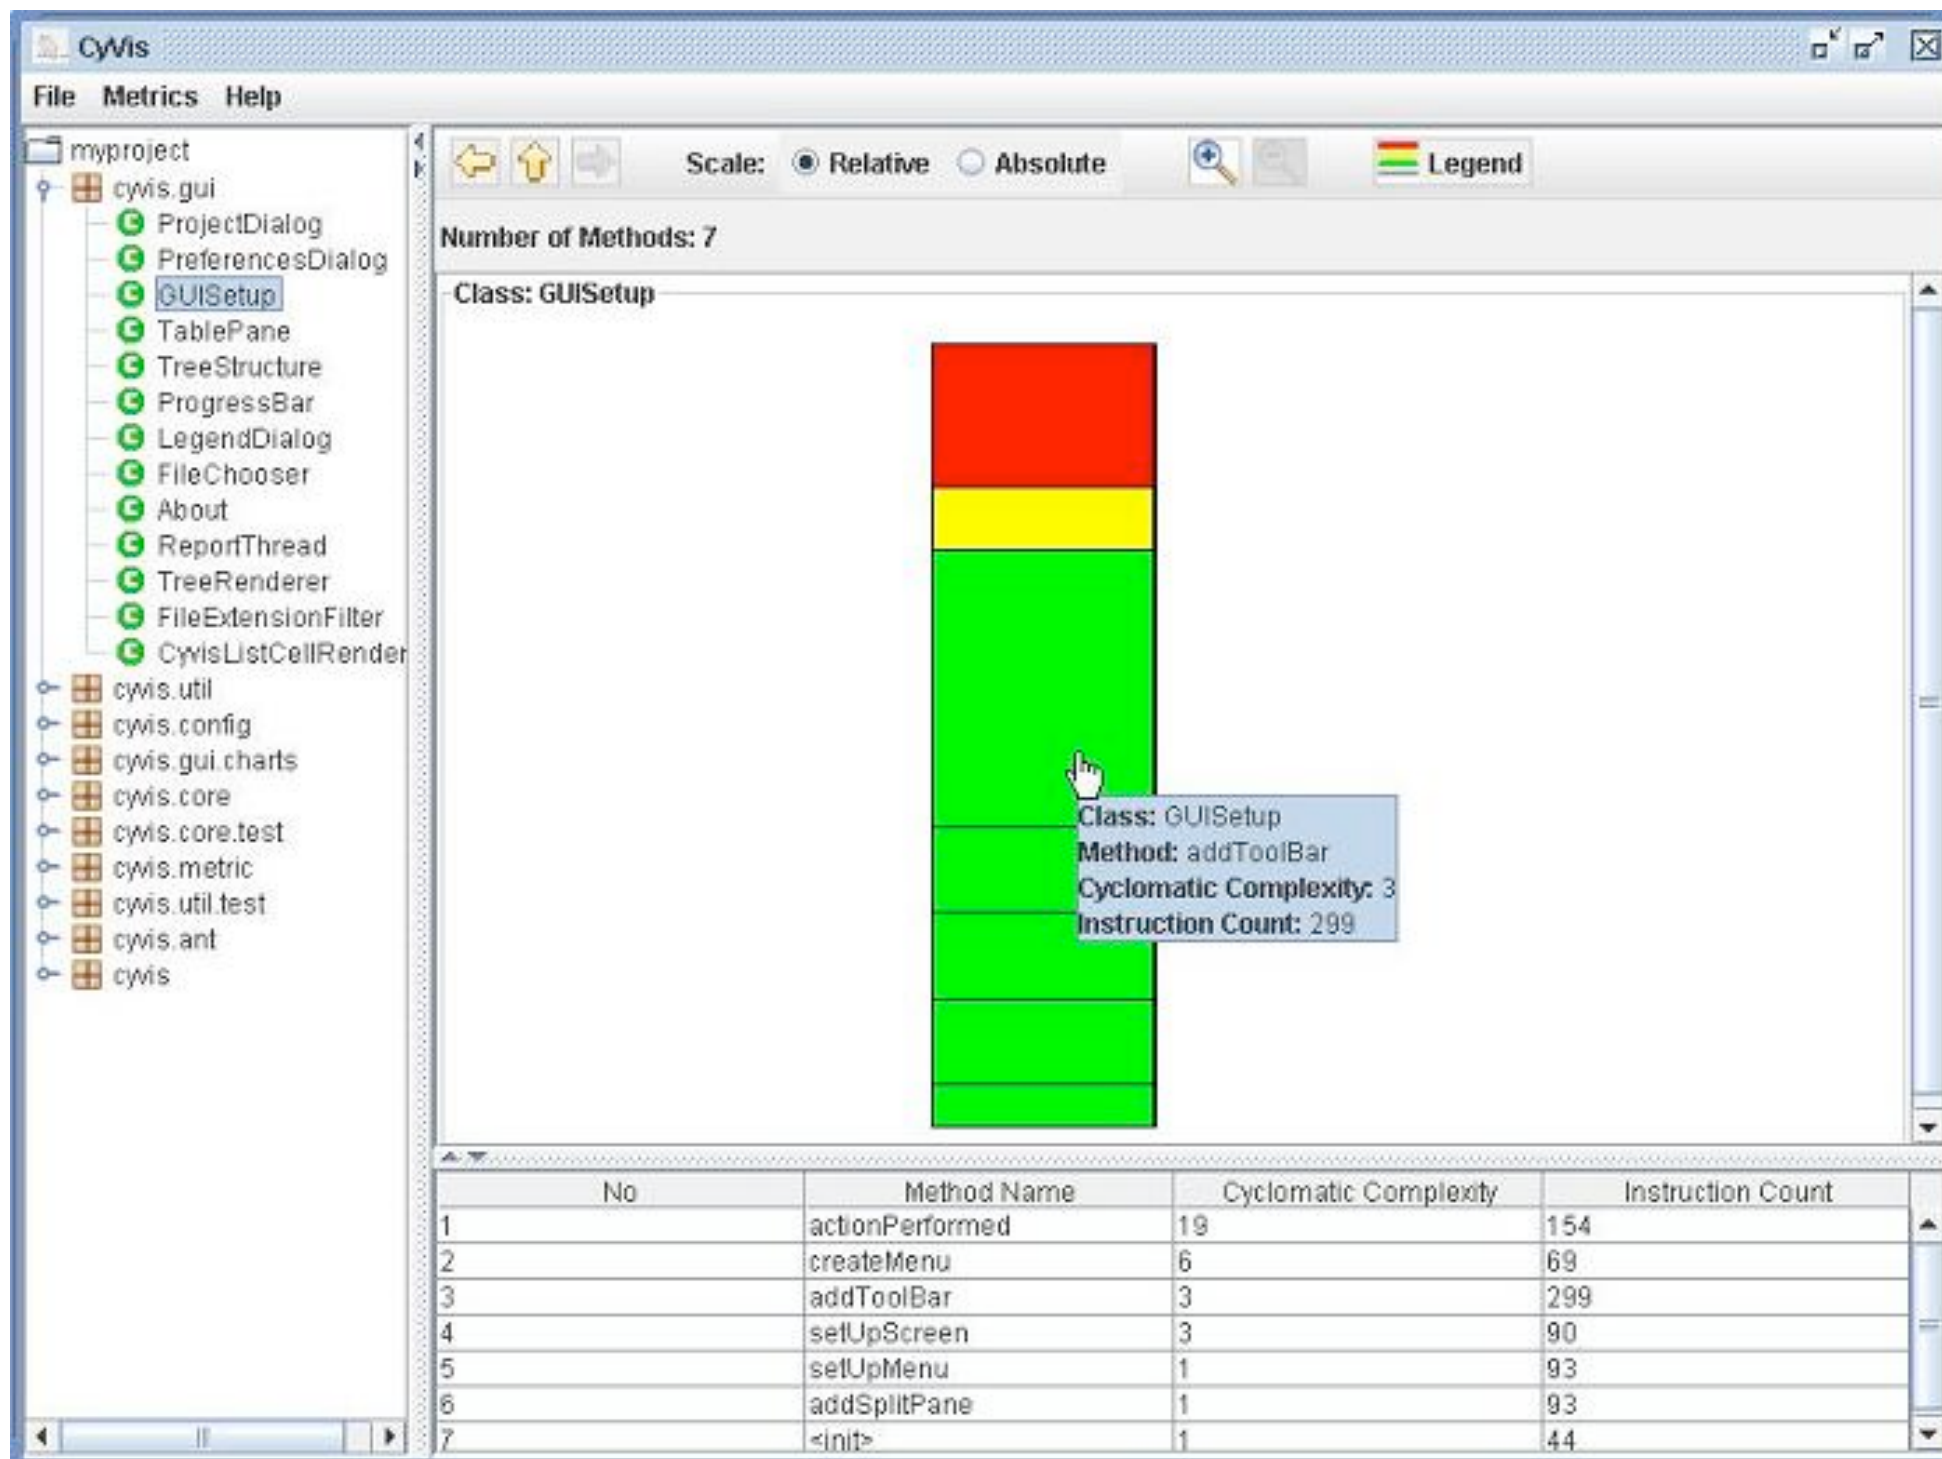 CyVis
File Metrics Help
myproject
cyvis.gui
ProjectDialog
PreferencesDialog
GUISetup
TablePane
TreeStructure
ProgressBar
LegendDialog
FileChooser
About
ReportThread
TreeRenderer
FileExtensionFilter
CyvisListCellRender
cyvis.util
cyvis.config
cyvis.gui.charts
cyvis.core
cyvis.core.test
cyvis.metric
cyvis.util.test
cyvis.ant
cyvis
Scale: Relative Absolute Legend
Number of Methods: 7
Class: GUISetup
Class: GUISetup
Method: addToolBar
Cyclomatic Complexity: 3
Instruction Count: 299
No Method Name Cyclomatic Complexity Instruction Count
1 actionPerformed 19 154
2 createMenu 6 69
3 addToolBar 3 299
4 setUpScreen 3 90
5 setUpMenu 1 93
6 addSplitPane 1 93
7 <init> 1 44